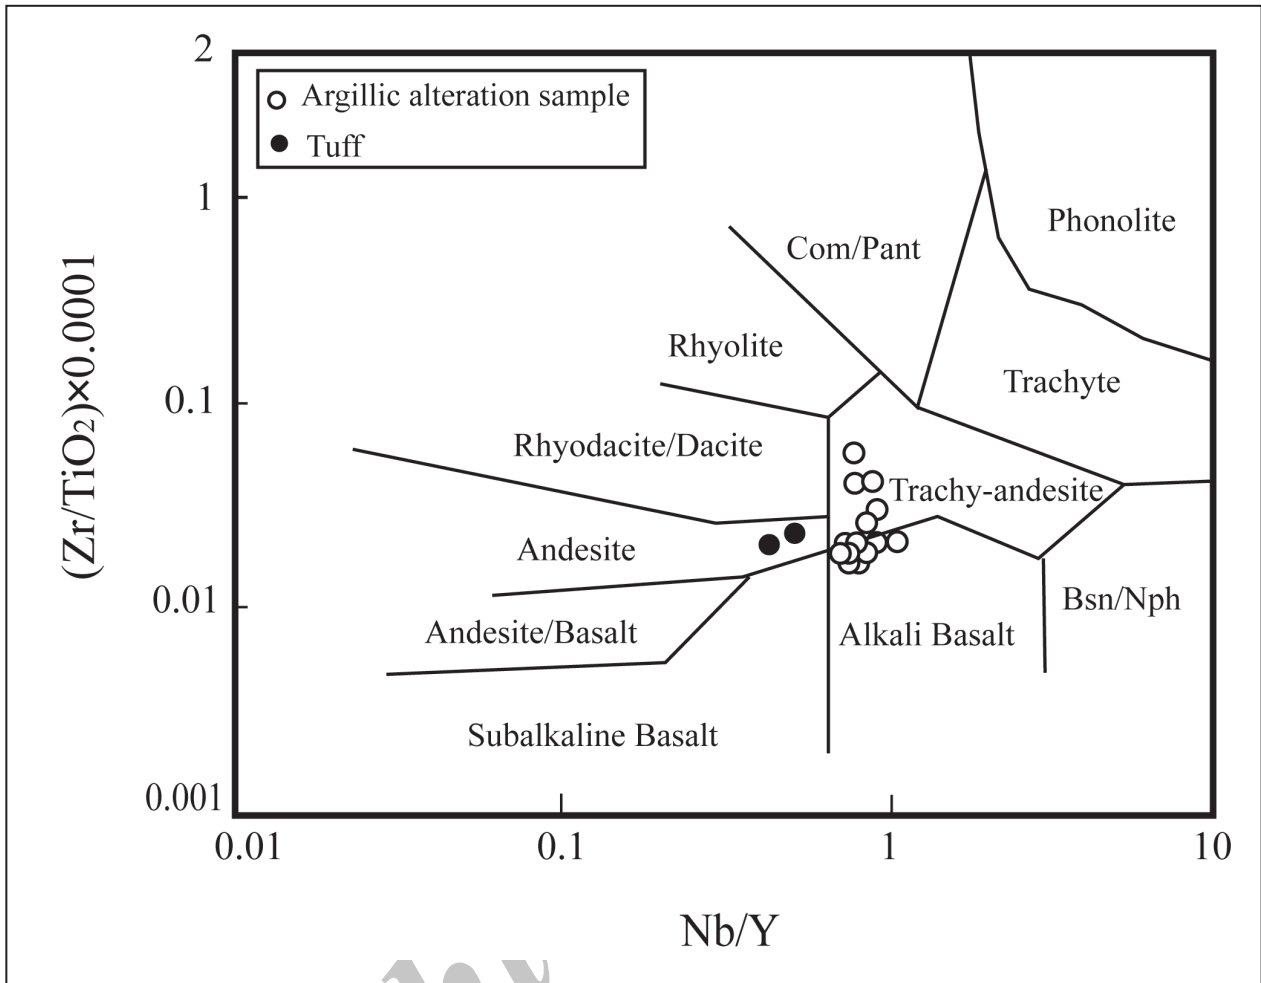 2
Argillic alteration sample
Tuff
1
Phonolite
Com/Pant
Rhyolite
Trachyte
0.1
Rhyodacite/Dacite
Trachy-andesite
Andesite
0.01
Bsn/Nph
Andesite/Basalt
Alkali Basalt
Subalkaline Basalt
0.001
0.01 0.1 1 10
(Zr/TiO2)×0.0001
Nb/Y